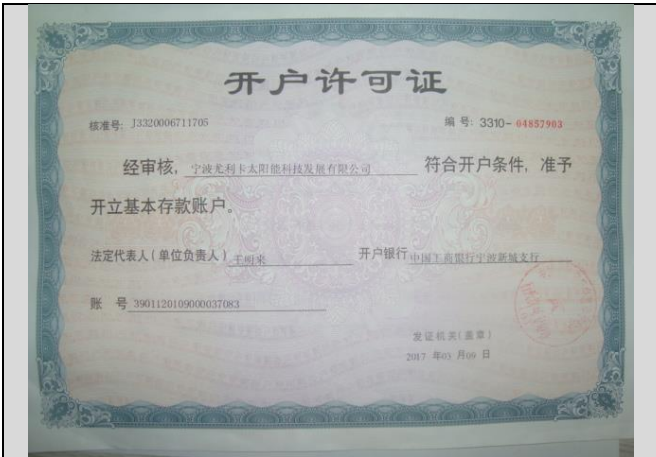 开户许可证
核准号: J3320006711705 编 号: 3310- 04857903
经审核, 宁波尤利卡太阳能科技发展有限公司 符合开户条件, 准予
开立基本存款账户。
法定代表人(单位负责人) 王明来 开户银行 中国工商银行宁波新城支行
账 号 3901120109000037083
发证机关(盖章)
2017 年03 月09 日